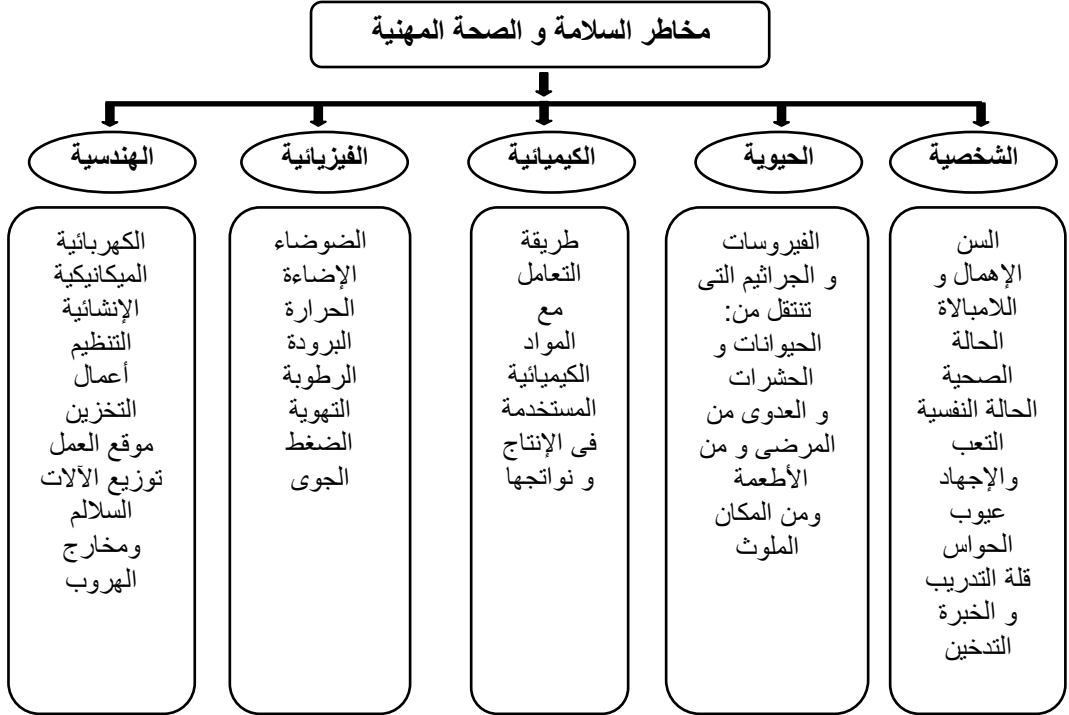 مخاطر السلامة و الصحة المهنية
الشخصية
السن
الإهمال و
اللامبالاة
الحالة
الصحية
الحالة النفسية
التعب
والإجهاد
عيوب
الحواس
قلة التدريب
و الخبرة
التدخين
الحيوية
الفيروسات
و الجراثيم التى
تنتقل من:
الحيوانات و
الحشرات
و العدوى من
المرضى و من
الأطعمة
ومن المكان
الملوث
الكيميائية
طريقة
التعامل
مع
المواد
الكيميائية
المستخدمة
فى الإنتاج
و نواتجها
الفيزيائية
الضوضاء
الإضاءة
الحرارة
البرودة
الرطوبة
التهوية
الضغط
الجوى
الهندسية
الكهربائية
الميكانيكية
الإنشائية
التنظيم
أعمال
التخزين
موقع العمل
توزيع الآلات
السلالم
ومخارج
الهروب